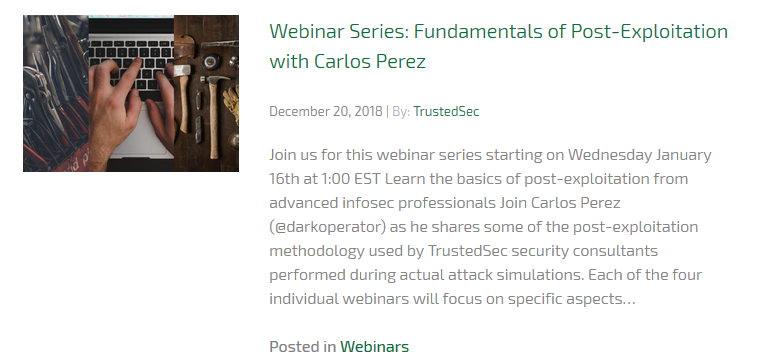 Webinar Series: Fundamentals of Post-Exploitation
with Carlos Perez
December 20, 2018 | By: TrustedSec
Join us for this webinar series starting on Wednesday January
16th at 1:00 EST Learn the basics of post-exploitation from
advanced infosec professionals Join Carlos Perez
(@darkoperator) as he shares some of the post-exploitation
methodology used by TrustedSec security consultants
performed during actual attack simulations. Each of the four
individual webinars will focus on specific aspects…
Posted in Webinars